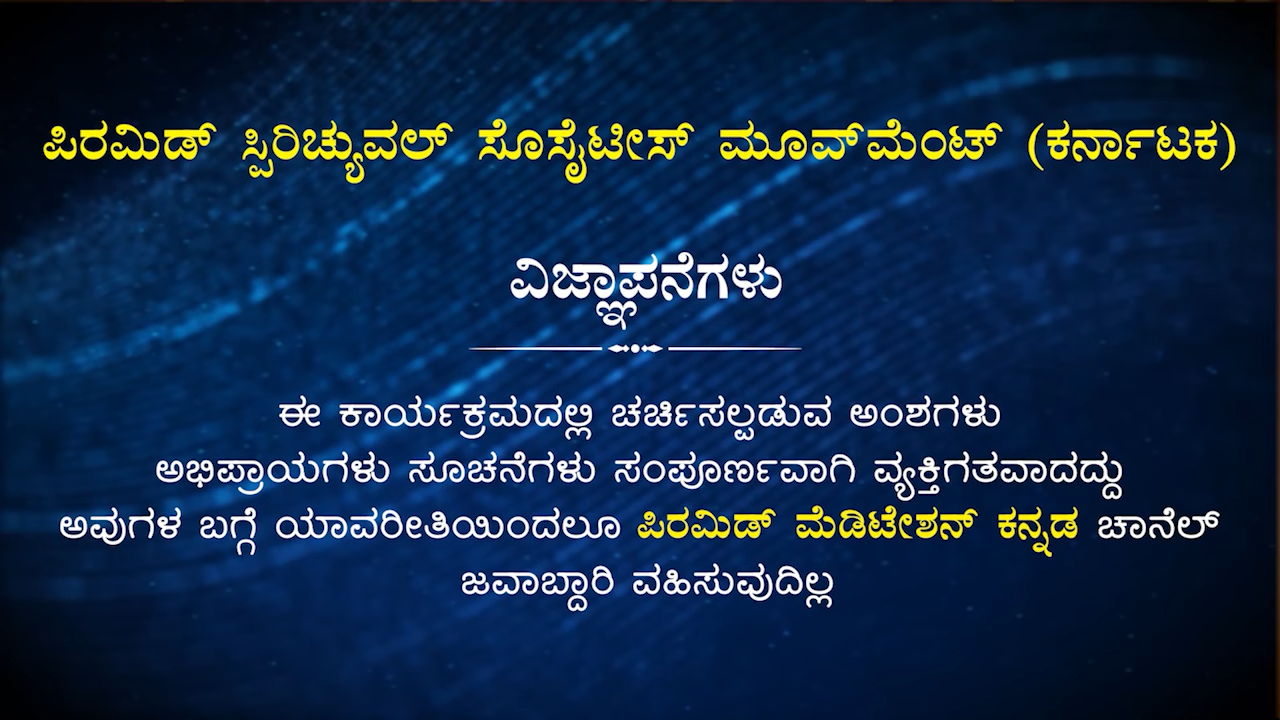 ಪಿರಮಿಡ್ ಸ್ಪಿರಿಚ್ಯುವಲ್ ಸೊಸೈಟೀಸ್ ಮೂವ್‌ಮೆಂಟ್ (ಕರ್ನಾಟಕ)
ವಿಜ್ಞಾಪನೆಗಳು
ಈ ಕಾರ್ಯಕ್ರಮದಲ್ಲಿ ಚರ್ಚಿಸಲ್ಪಡುವ ಅಂಶಗಳು
ಅಭಿಪ್ರಾಯಗಳು ಸೂಚನೆಗಳು ಸಂಪೂರ್ಣವಾಗಿ ವ್ಯಕ್ತಿಗತವಾದದ್ದು
ಅವುಗಳ ಬಗ್ಗೆ ಯಾವರೀತಿಯಿಂದಲೂ ಪಿರಮಿಡ್ ಮೆಡಿಟೇಶನ್ ಕನ್ನಡ ಚಾನೆಲ್
ಜವಾಬ್ದಾರಿ ವಹಿಸುವುದಿಲ್ಲ